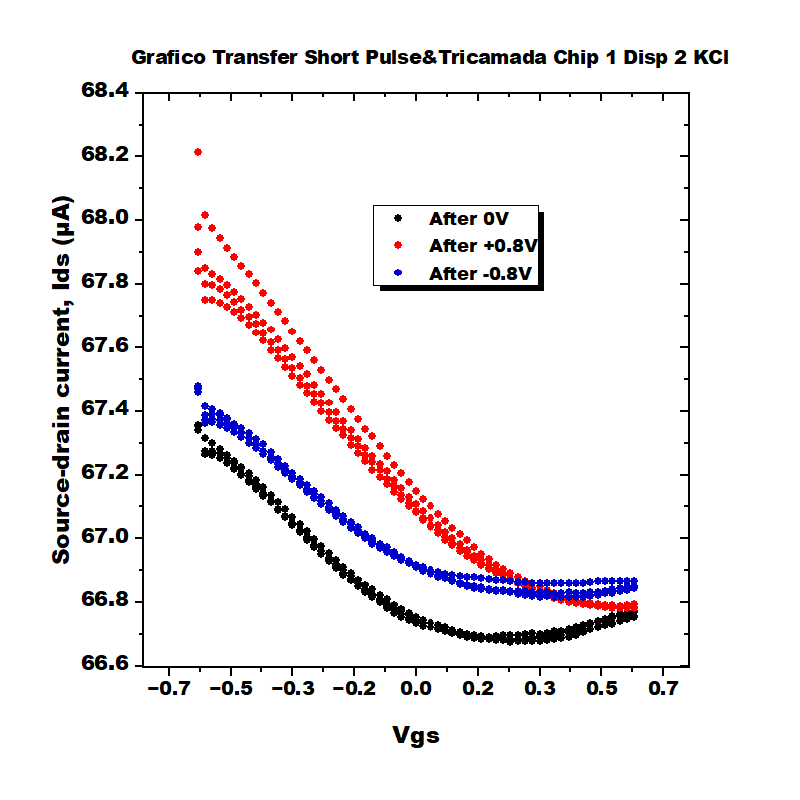 Grafico Transfer Short Pulse&Tricamada Chip 1 Disp 2 KCl
68.4
68.2
68.0
67.8
67.6
67.4
67.2
67.0
66.8
66.6
Source-drain current, Ids (µA)
After 0V
After +0.8V
After -0.8V
−0.7 −0.5 −0.3 −0.2 0.0 0.2 0.3 0.5 0.7
Vgs